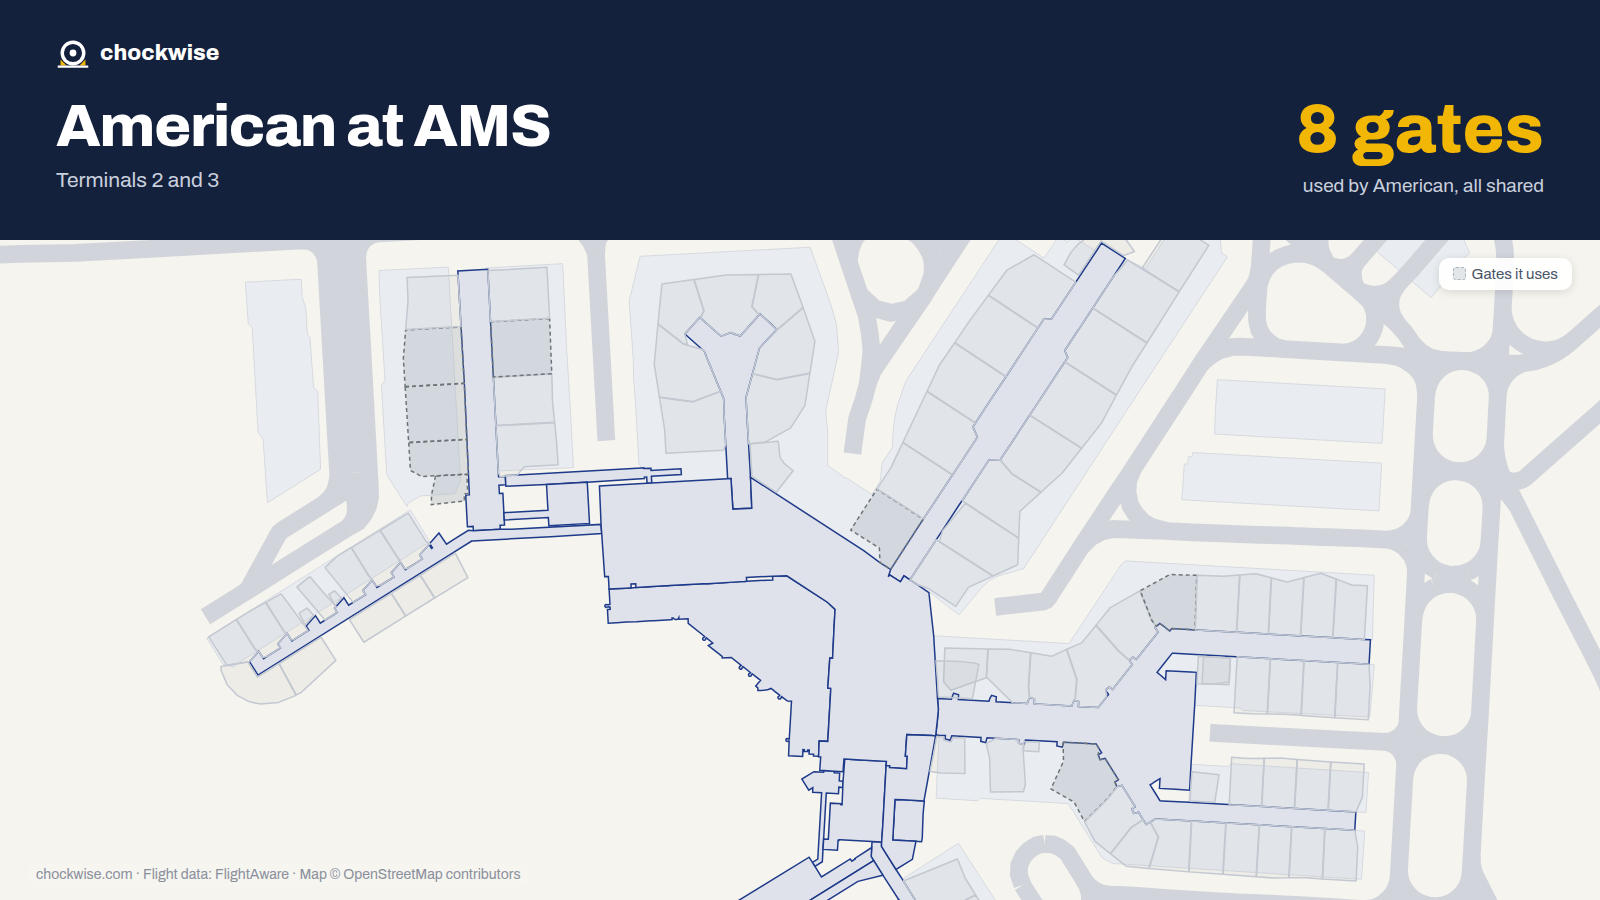 chockwise
American at AMS
Terminals 2 and 3
8 gates
used by American, all shared
Gates it uses
chockwise.com · Flight data: FlightAware · Map © OpenStreetMap contributors